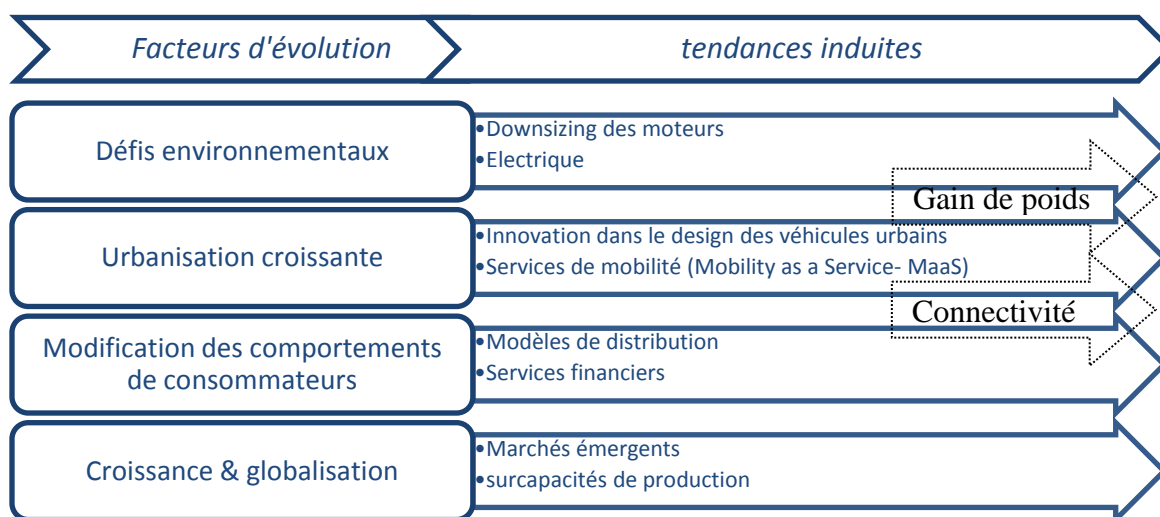 Facteurs d'évolution
tendances induites
Défis environnementaux
•Downsizing des moteurs
•Electrique
Gain de poids
Urbanisation croissante
•Innovation dans le design des véhicules urbains
•Services de mobilité (Mobility as a Service- MaaS)
Connectivité
Modification des comportements
de consommateurs
•Modèles de distribution
•Services financiers
Croissance & globalisation
•Marchés émergents
•surcapacités de production